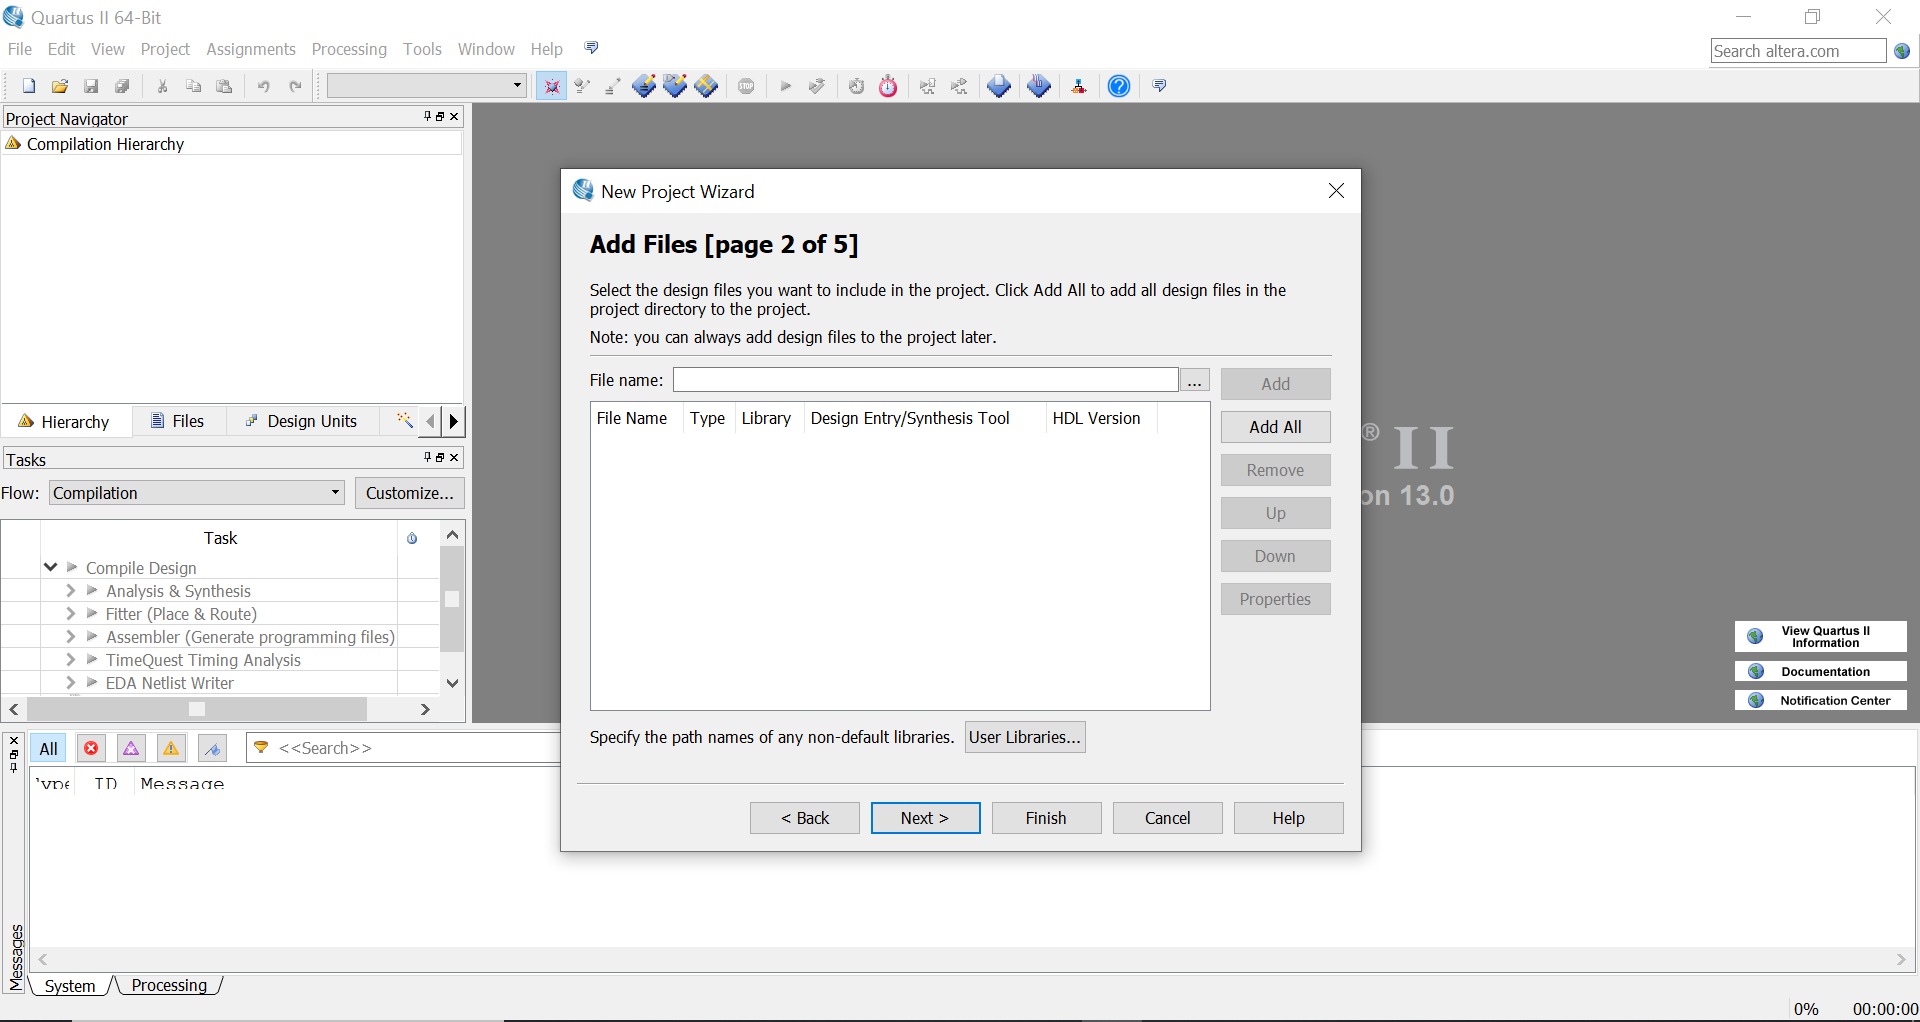 Quartus II 64-Bit
File Edit View Project Assignments Processing Tools Window Help
Search altera.com
Project Navigator
Compilation Hierarchy
Hierarchy Files Design Units
Tasks
Flow: Compilation Customize...
Task
Compile Design
Analysis & Synthesis
Fitter (Place & Route)
Assembler (Generate programming files)
TimeQuest Timing Analysis
EDA Netlist Writer
New Project Wizard
Add Files [page 2 of 5]
Select the design files you want to include in the project. Click Add All to add all design files in the
project directory to the project.
Note: you can always add design files to the project later.
File name: ... Add
File Name Type Library Design Entry/Synthesis Tool HDL Version
Add All
Remove
Up
Down
Properties
Specify the path names of any non-default libraries. User Libraries...
< Back Next > Finish Cancel Help
® II
on 13.0
View Quartus II
Information
Documentation
Notification Center
All <<Search>>
ID Message
Messages
System Processing
0% 00:00:00